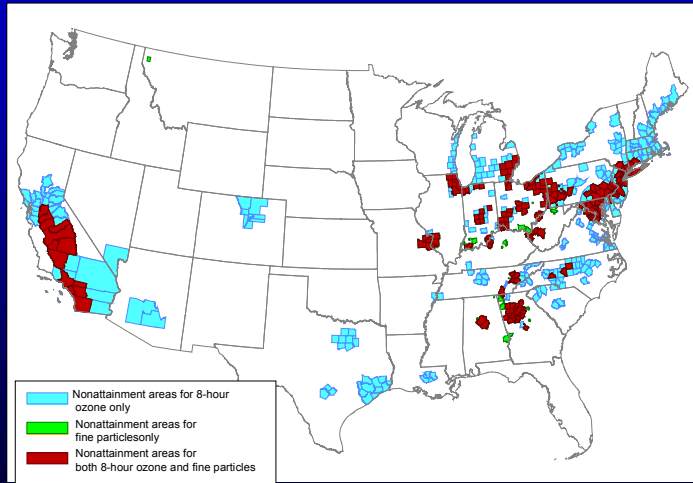 Nonattainment areas for 8-hour
ozone only
Nonattainment areas for
fine particlesonly
Nonattainment areas for
both 8-hour ozone and fine particles